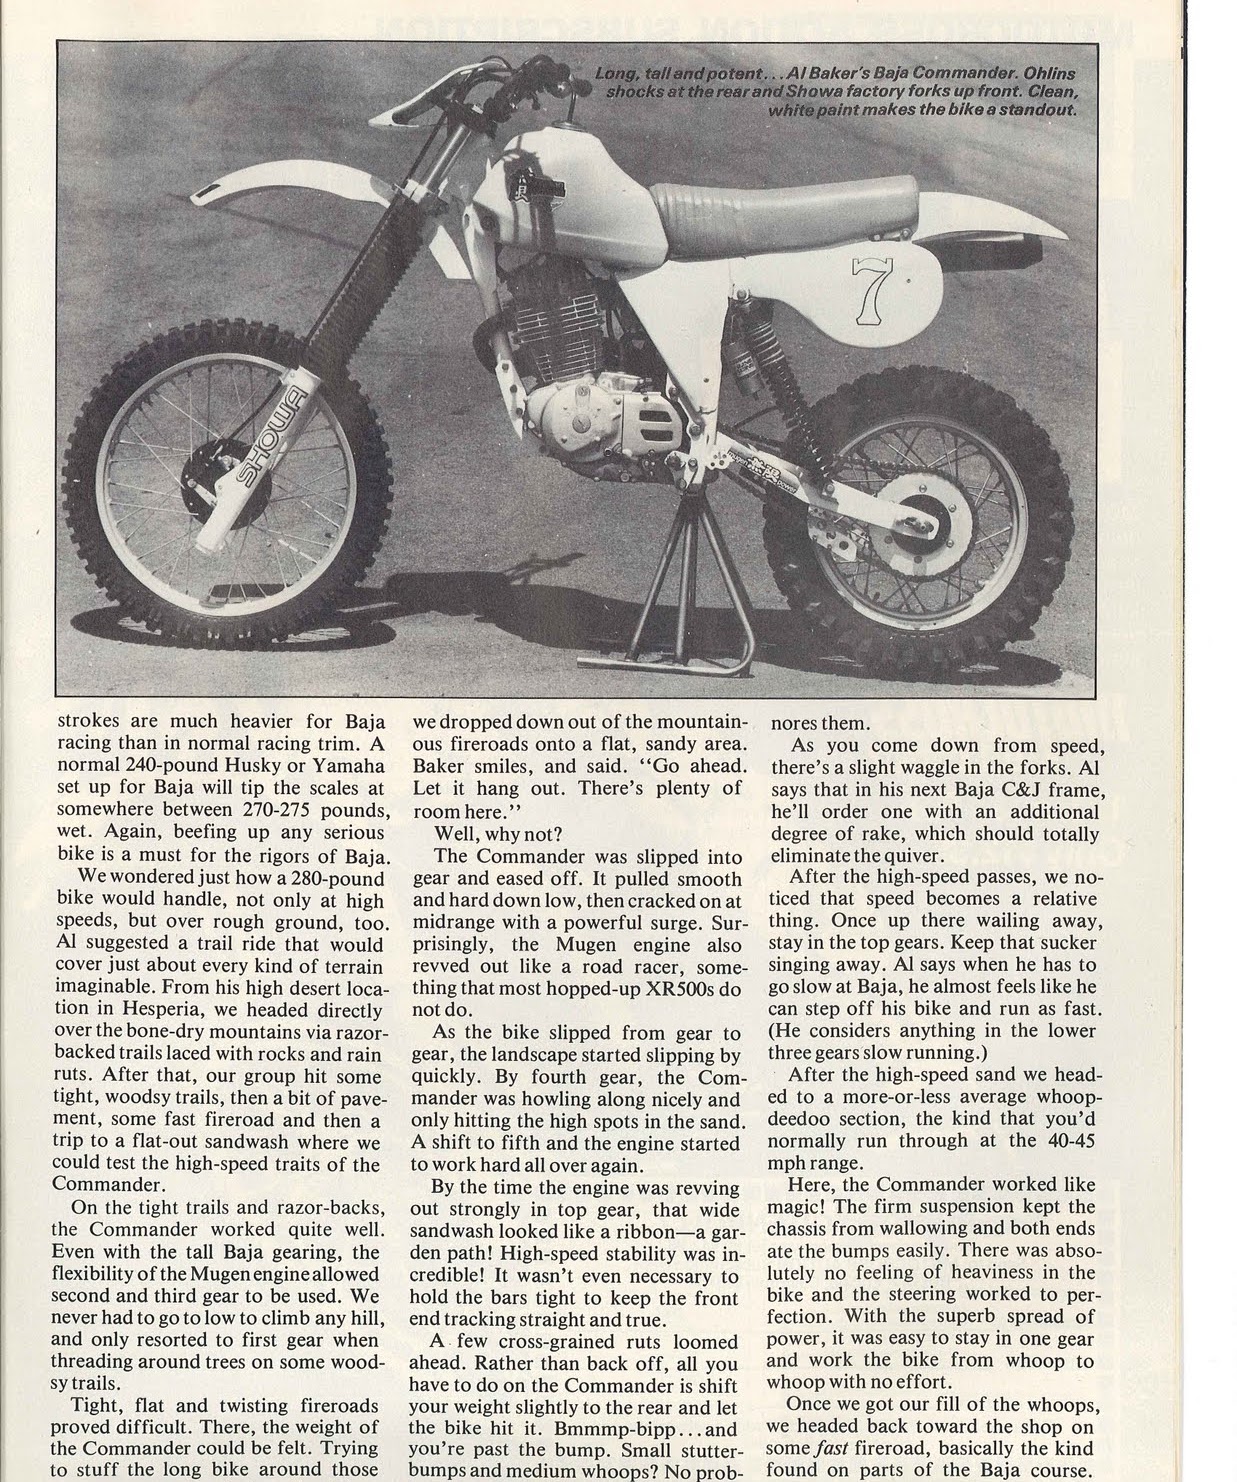 Long, tall and potent...Al Baker's Baja Commander. Ohlins
shocks at the rear and Showa factory forks up front. Clean,
white paint makes the bike a standout.
7
SHOWA
mugen
power
strokes are much heavier for Baja
racing than in normal racing trim. A
normal 240-pound Husky or Yamaha
set up for Baja will tip the scales at
somewhere between 270-275 pounds,
wet. Again, beefing up any serious
bike is a must for the rigors of Baja.
We wondered just how a 280-pound
bike would handle, not only at high
speeds, but over rough ground, too.
Al suggested a trail ride that would
cover just about every kind of terrain
imaginable. From his high desert loca-
tion in Hesperia, we headed directly
over the bone-dry mountains via razor-
backed trails laced with rocks and rain
ruts. After that, our group hit some
tight, woodsy trails, then a bit of pave-
ment, some fast fireroad and then a
trip to a flat-out sandwash where we
could test the high-speed traits of the
Commander.
On the tight trails and razor-backs,
the Commander worked quite well.
Even with the tall Baja gearing, the
flexibility of the Mugen engine allowed
second and third gear to be used. We
never had to go to low to climb any hill,
and only resorted to first gear when
threading around trees on some wood-
sy trails.
Tight, flat and twisting fireroads
proved difficult. There, the weight of
the Commander could be felt. Trying
to stuff the long bike around those
we dropped down out of the mountain-
ous fireroads onto a flat, sandy area.
Baker smiles, and said. "Go ahead.
Let it hang out. There's plenty of
room here."
Well, why not?
The Commander was slipped into
gear and eased off. It pulled smooth
and hard down low, then cracked on at
midrange with a powerful surge. Sur-
prisingly, the Mugen engine also
revved out like a road racer, some-
thing that most hopped-up XR500s do
not do.
As the bike slipped from gear to
gear, the landscape started slipping by
quickly. By fourth gear, the Com-
mander was howling along nicely and
only hitting the high spots in the sand.
A shift to fifth and the engine started
to work hard all over again.
By the time the engine was revving
out strongly in top gear, that wide
sandwash looked like a ribbon—a gar-
den path! High-speed stability was in-
credible! It wasn't even necessary to
hold the bars tight to keep the front
end tracking straight and true.
A few cross-grained ruts loomed
ahead. Rather than back off, all you
have to do on the Commander is shift
your weight slightly to the rear and let
the bike hit it. Bmmmp-bipp...and
you're past the bump. Small stutter-
bumps and medium whoops? No prob-
nores them.
As you come down from speed,
there's a slight waggle in the forks. Al
says that in his next Baja C&J frame,
he'll order one with an additional
degree of rake, which should totally
eliminate the quiver.
After the high-speed passes, we no-
ticed that speed becomes a relative
thing. Once up there wailing away,
stay in the top gears. Keep that sucker
singing away. Al says when he has to
go slow at Baja, he almost feels like he
can step off his bike and run as fast.
(He considers anything in the lower
three gears slow running.)
After the high-speed sand we head-
ed to a more-or-less average whoop-
deedoo section, the kind that you'd
normally run through at the 40-45
mph range.
Here, the Commander worked like
magic! The firm suspension kept the
chassis from wallowing and both ends
ate the bumps easily. There was abso-
lutely no feeling of heaviness in the
bike and the steering worked to per-
fection. With the superb spread of
power, it was easy to stay in one gear
and work the bike from whoop to
whoop with no effort.
Once we got our fill of the whoops,
we headed back toward the shop on
some fast fireroad, basically the kind
found on parts of the Baja course.